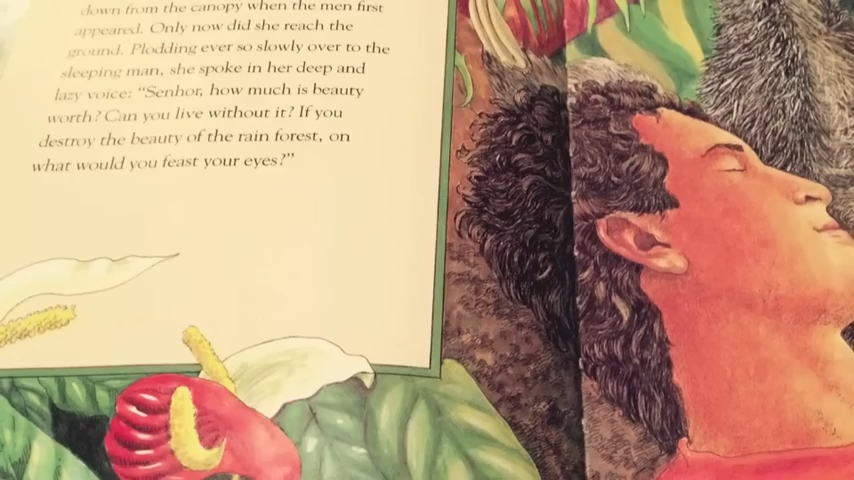 down from the canopy when the men first
appeared. Only now did she reach the
ground. Plodding ever so slowly over to the
sleeping man, she spoke in her deep and
lazy voice: “Senhor, how much is beauty
worth? Can you live without it? If you
destroy the beauty of the rain forest, on
what would you feast your eyes?”